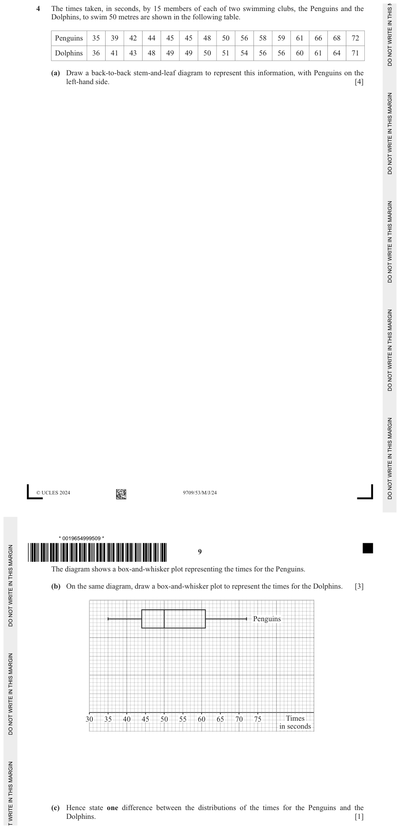 4 The times taken, in seconds, by 15 members of each of two swimming clubs, the Penguins and the
Dolphins, to swim 50 metres are shown in the following table.
Penguins 35 39 42 44 45 45 48 50 56 58 59 61 66 68 72
Dolphins 36 41 43 48 49 49 50 51 54 56 56 60 61 64 71
(a) Draw a back-to-back stem-and-leaf diagram to represent this information, with Penguins on the
left-hand side. [4]
DO NOT WRITE IN THIS M
DO NOT WRITE IN THIS MARGIN
DO NOT WRITE IN THIS MARGIN
DO NOT WRITE IN THIS MARGIN
DO NOT WRITE IN THIS MARGIN
© UCLES 2024
9709/53/M/J/24
* 0019654999509 *
9
The diagram shows a box-and-whisker plot representing the times for the Penguins.
(b) On the same diagram, draw a box-and-whisker plot to represent the times for the Dolphins. [3]
Penguins
30 35 40 45 50 55 60 65 70 75 Times
in seconds
(c) Hence state one difference between the distributions of the times for the Penguins and the
Dolphins. [1]
DO NOT WRITE IN THIS MARGIN
DO NOT WRITE IN THIS MARGIN
T WRITE IN THIS MARGIN